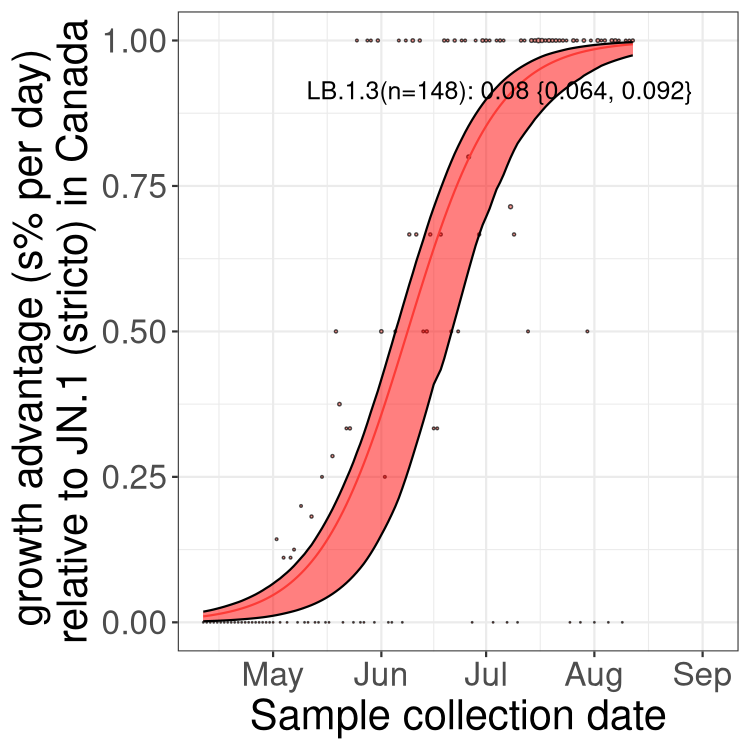 growth advantage (s% per day)
relative to JN.1 (stricto) in Canada
1.00
0.75
0.50
0.25
0.00
LB.1.3(n=148): 0.08 {0.064, 0.092}
May Jun Jul Aug Sep
Sample collection date